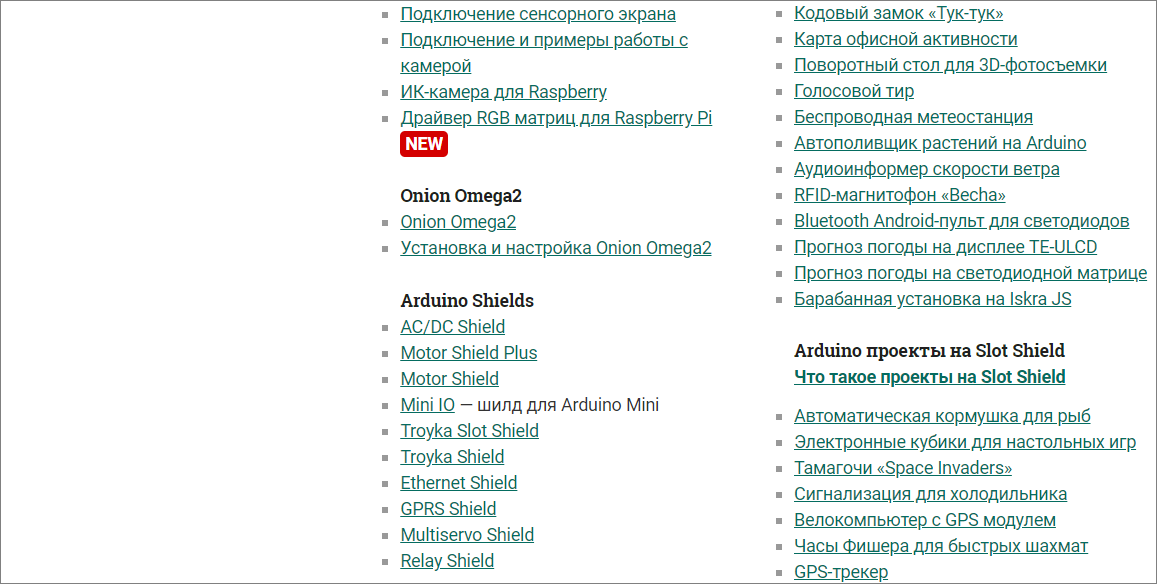 Подключение сенсорного экрана
Подключение и примеры работы с
камерой
ИК-камера для Raspberry
Драйвер RGB матриц для Raspberry Pi
NEW
Onion Omega2
Onion Omega2
Установка и настройка Onion Omega2
Arduino Shields
AC/DC Shield
Motor Shield Plus
Motor Shield
Mini IO — шилд для Arduino Mini
Troyka Slot Shield
Troyka Shield
Ethernet Shield
GPRS Shield
Multiservo Shield
Relay Shield
Кодовый замок «Тук-тук»
Карта офисной активности
Поворотный стол для 3D-фотосъемки
Голосовой тир
Беспроводная метеостанция
Автополивщик растений на Arduino
Аудиоинформер скорости ветра
RFID-магнитофон «Весна»
Bluetooth Android-пульт для светодиодов
Прогноз погоды на дисплее TE-ULCD
Прогноз погоды на светодиодной матрице
Барабанная установка на Iskra JS
Arduino проекты на Slot Shield
Что такое проекты на Slot Shield
Автоматическая кормушка для рыб
Электронные кубики для настольных игр
Тамагочи «Space Invaders»
Сигнализация для холодильника
Велокомпьютер с GPS модулем
Часы Фишера для быстрых шахмат
GPS-трекер